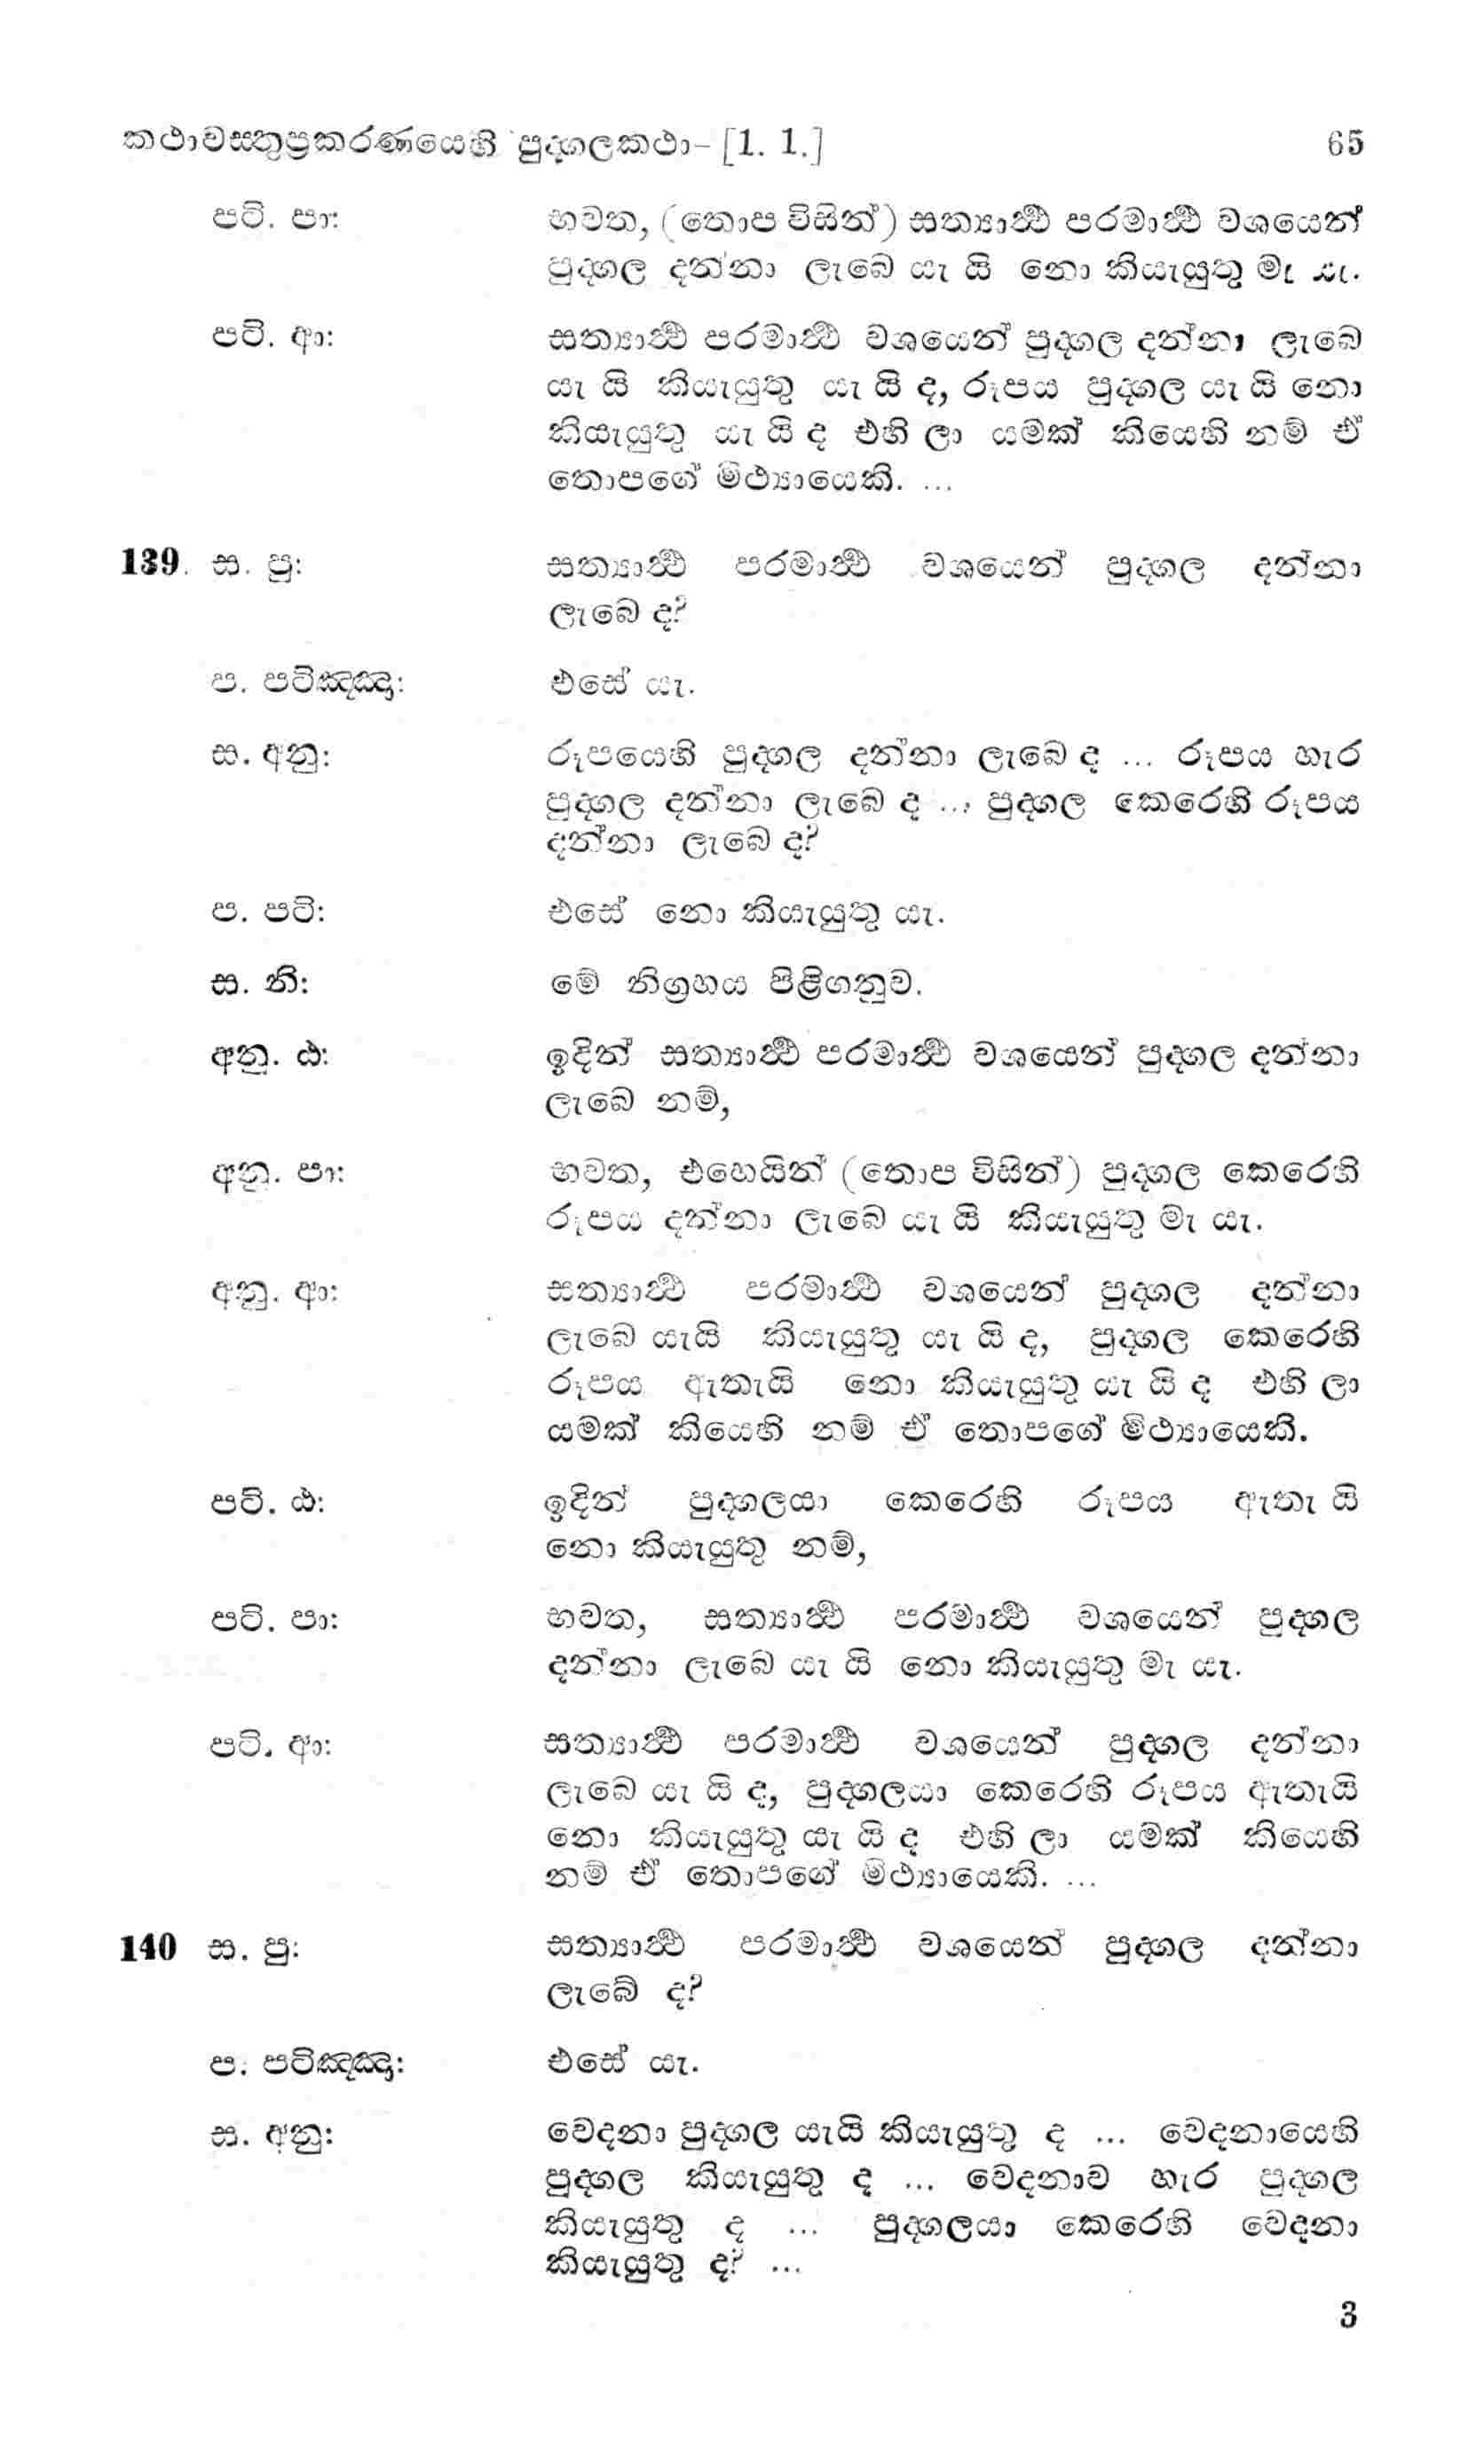 කථාවස්තුප්‍රකරණයෙහි පුද්ගලකථා- [1. 1.] 65
පටි. පා: භවත, (තොප විසින්) සත්‍යාර්‍ථ පරමාර්‍ථ වශයෙන්
පුද්ගල දන්නා ලැබෙ යැ යි නො කියැයුතු මැ යැ.
පටි. ආ: සත්‍යාර්‍ථ පරමාර්‍ථ වශයෙන් පුද්ගල දන්නා ලැබෙ
යැ යි කියැයුතු යැ යි ද, රූපය පුද්ගල යැ යි නො
කියැයුතු යැ යි ද එහි ලා යමක් කියෙහි නම් ඒ
තොපගේ මිථ්‍යායෙකි. ...
139. ස. පු: සත්‍යාර්‍ථ පරමාර්‍ථ වශයෙන් පුද්ගල දන්නා
ලැබෙ ද?
ප. පටිඤ්ඤා: එසේ යැ.
ස. අනු: රූපයෙහි පුද්ගල දන්නා ලැබෙ ද ... රූපය හැර
පුද්ගල දන්නා ලැබෙ ද ... පුද්ගල කෙරෙහි රූපය
දන්නා ලැබෙ ද?
ප. පටි: එසේ නො කියැයුතු යැ.
ස. නි: මේ නිග්‍රහය පිළිගනුව.
අනු. ඨ: ඉදින් සත්‍යාර්‍ථ පරමාර්‍ථ වශයෙන් පුද්ගල දන්නා
ලැබෙ නම්,
අනු. පා: භවත, එහෙයින් (තොප විසින්) පුද්ගල කෙරෙහි
රූපය දන්නා ලැබෙ යැ යි කියැයුතු මැ යැ.
අනු. ආ: සත්‍යාර්‍ථ පරමාර්‍ථ වශයෙන් පුද්ගල දන්නා
ලැබෙ යැයි කියැයුතු යැ යි ද, පුද්ගල කෙරෙහි
රූපය ඇතැයි නො කියැයුතු යැ යි ද එහි ලා
යමක් කියෙහි නම් ඒ තොපගේ මිථ්‍යායෙකි.
පටි. ඨ: ඉදින් පුද්ගලයා කෙරෙහි රූපය ඇතැ යි
නො කියැයුතු නම්,
පටි. පා: භවත, සත්‍යාර්‍ථ පරමාර්‍ථ වශයෙන් පුද්ගල
දන්නා ලැබෙ යැ යි නො කියැයුතු මැ යැ.
පටි. ආ: සත්‍යාර්‍ථ පරමාර්‍ථ වශයෙන් පුද්ගල දන්නා
ලැබෙ යැ යි ද, පුද්ගලයා කෙරෙහි රූපය ඇතැයි
නො කියැයුතු යැ යි ද එහි ලා යමක් කියෙහි
නම් ඒ තොපගේ මිථ්‍යායෙකි. ...
140 ස. පු: සත්‍යාර්‍ථ පරමාර්‍ථ වශයෙන් පුද්ගල දන්නා
ලැබේ ද?
ප. පටිඤ්ඤා: එසේ යැ.
ස. අනු: වෙදනා පුද්ගල යැයි කියැයුතු ද ... වෙදනායෙහි
පුද්ගල කියැයුතු ද ... වෙදනාව හැර පුද්ගල
කියැයුතු ද ... පුද්ගලයා කෙරෙහි වෙදනා
කියැයුතු ද? ...
3